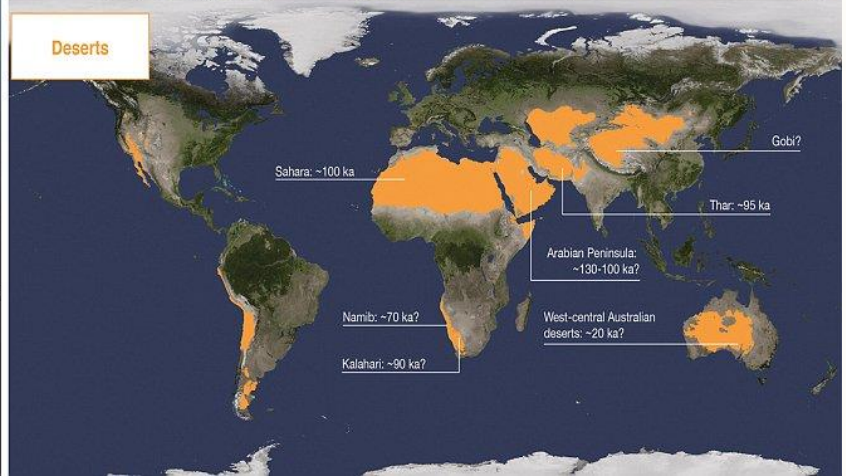 Deserts
Gobi?
Sahara: ~100 ka
Thar: ~95 ka
Arabian Peninsula:
~130-100 ka?
Namib: ~70 ka?
West-central Australian
deserts: ~20 ka?
Kalahari: ~90 ka?